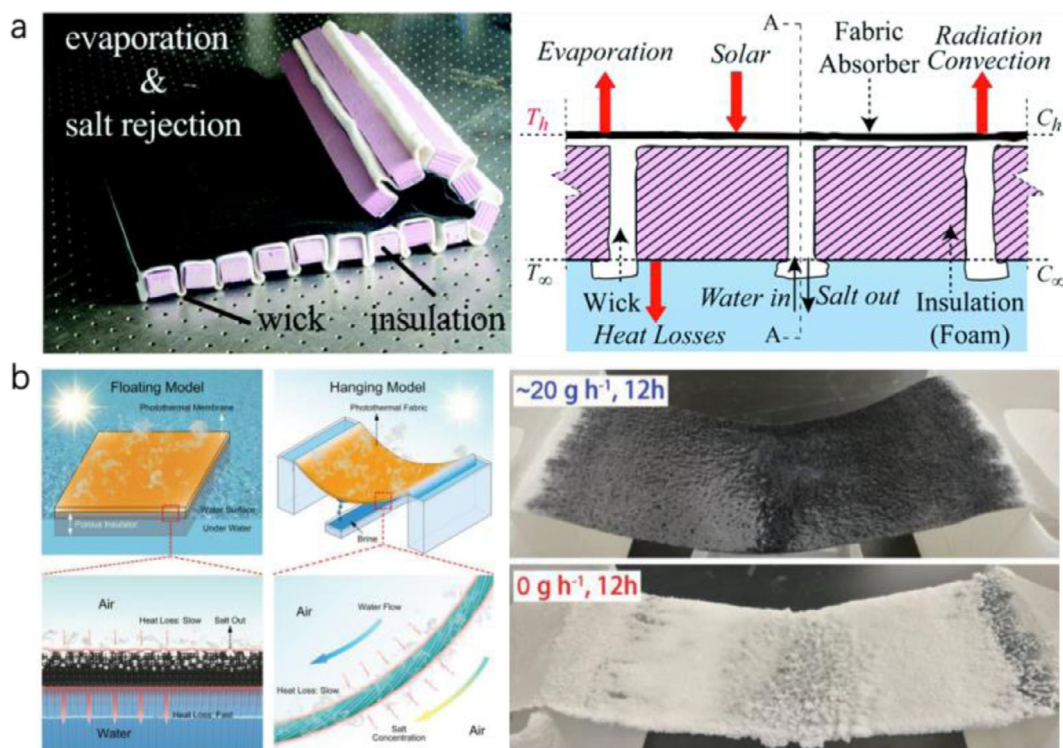 a
evaporation
&
salt rejection
wick
insulation
Evaporation
Solar
Fabric
Absorber
Radiation
Convection
A
T_h
C_h
T_∞
C_∞
Wick
Water in
Salt out
Insulation
(Foam)
Heat Losses
A
b
Floating Model
Photothermal Membrane
Water Surface
Porous Insulator
Under Water
Air
Heat Loss: Slow
Salt Out
Heat Loss: Fast
Water
Hanging Model
Photothermal Fabric
Brine
Air
Water Flow
Heat Loss: Slow
Salt
Concentration
Air
~20 g h⁻¹, 12h
0 g h⁻¹, 12h